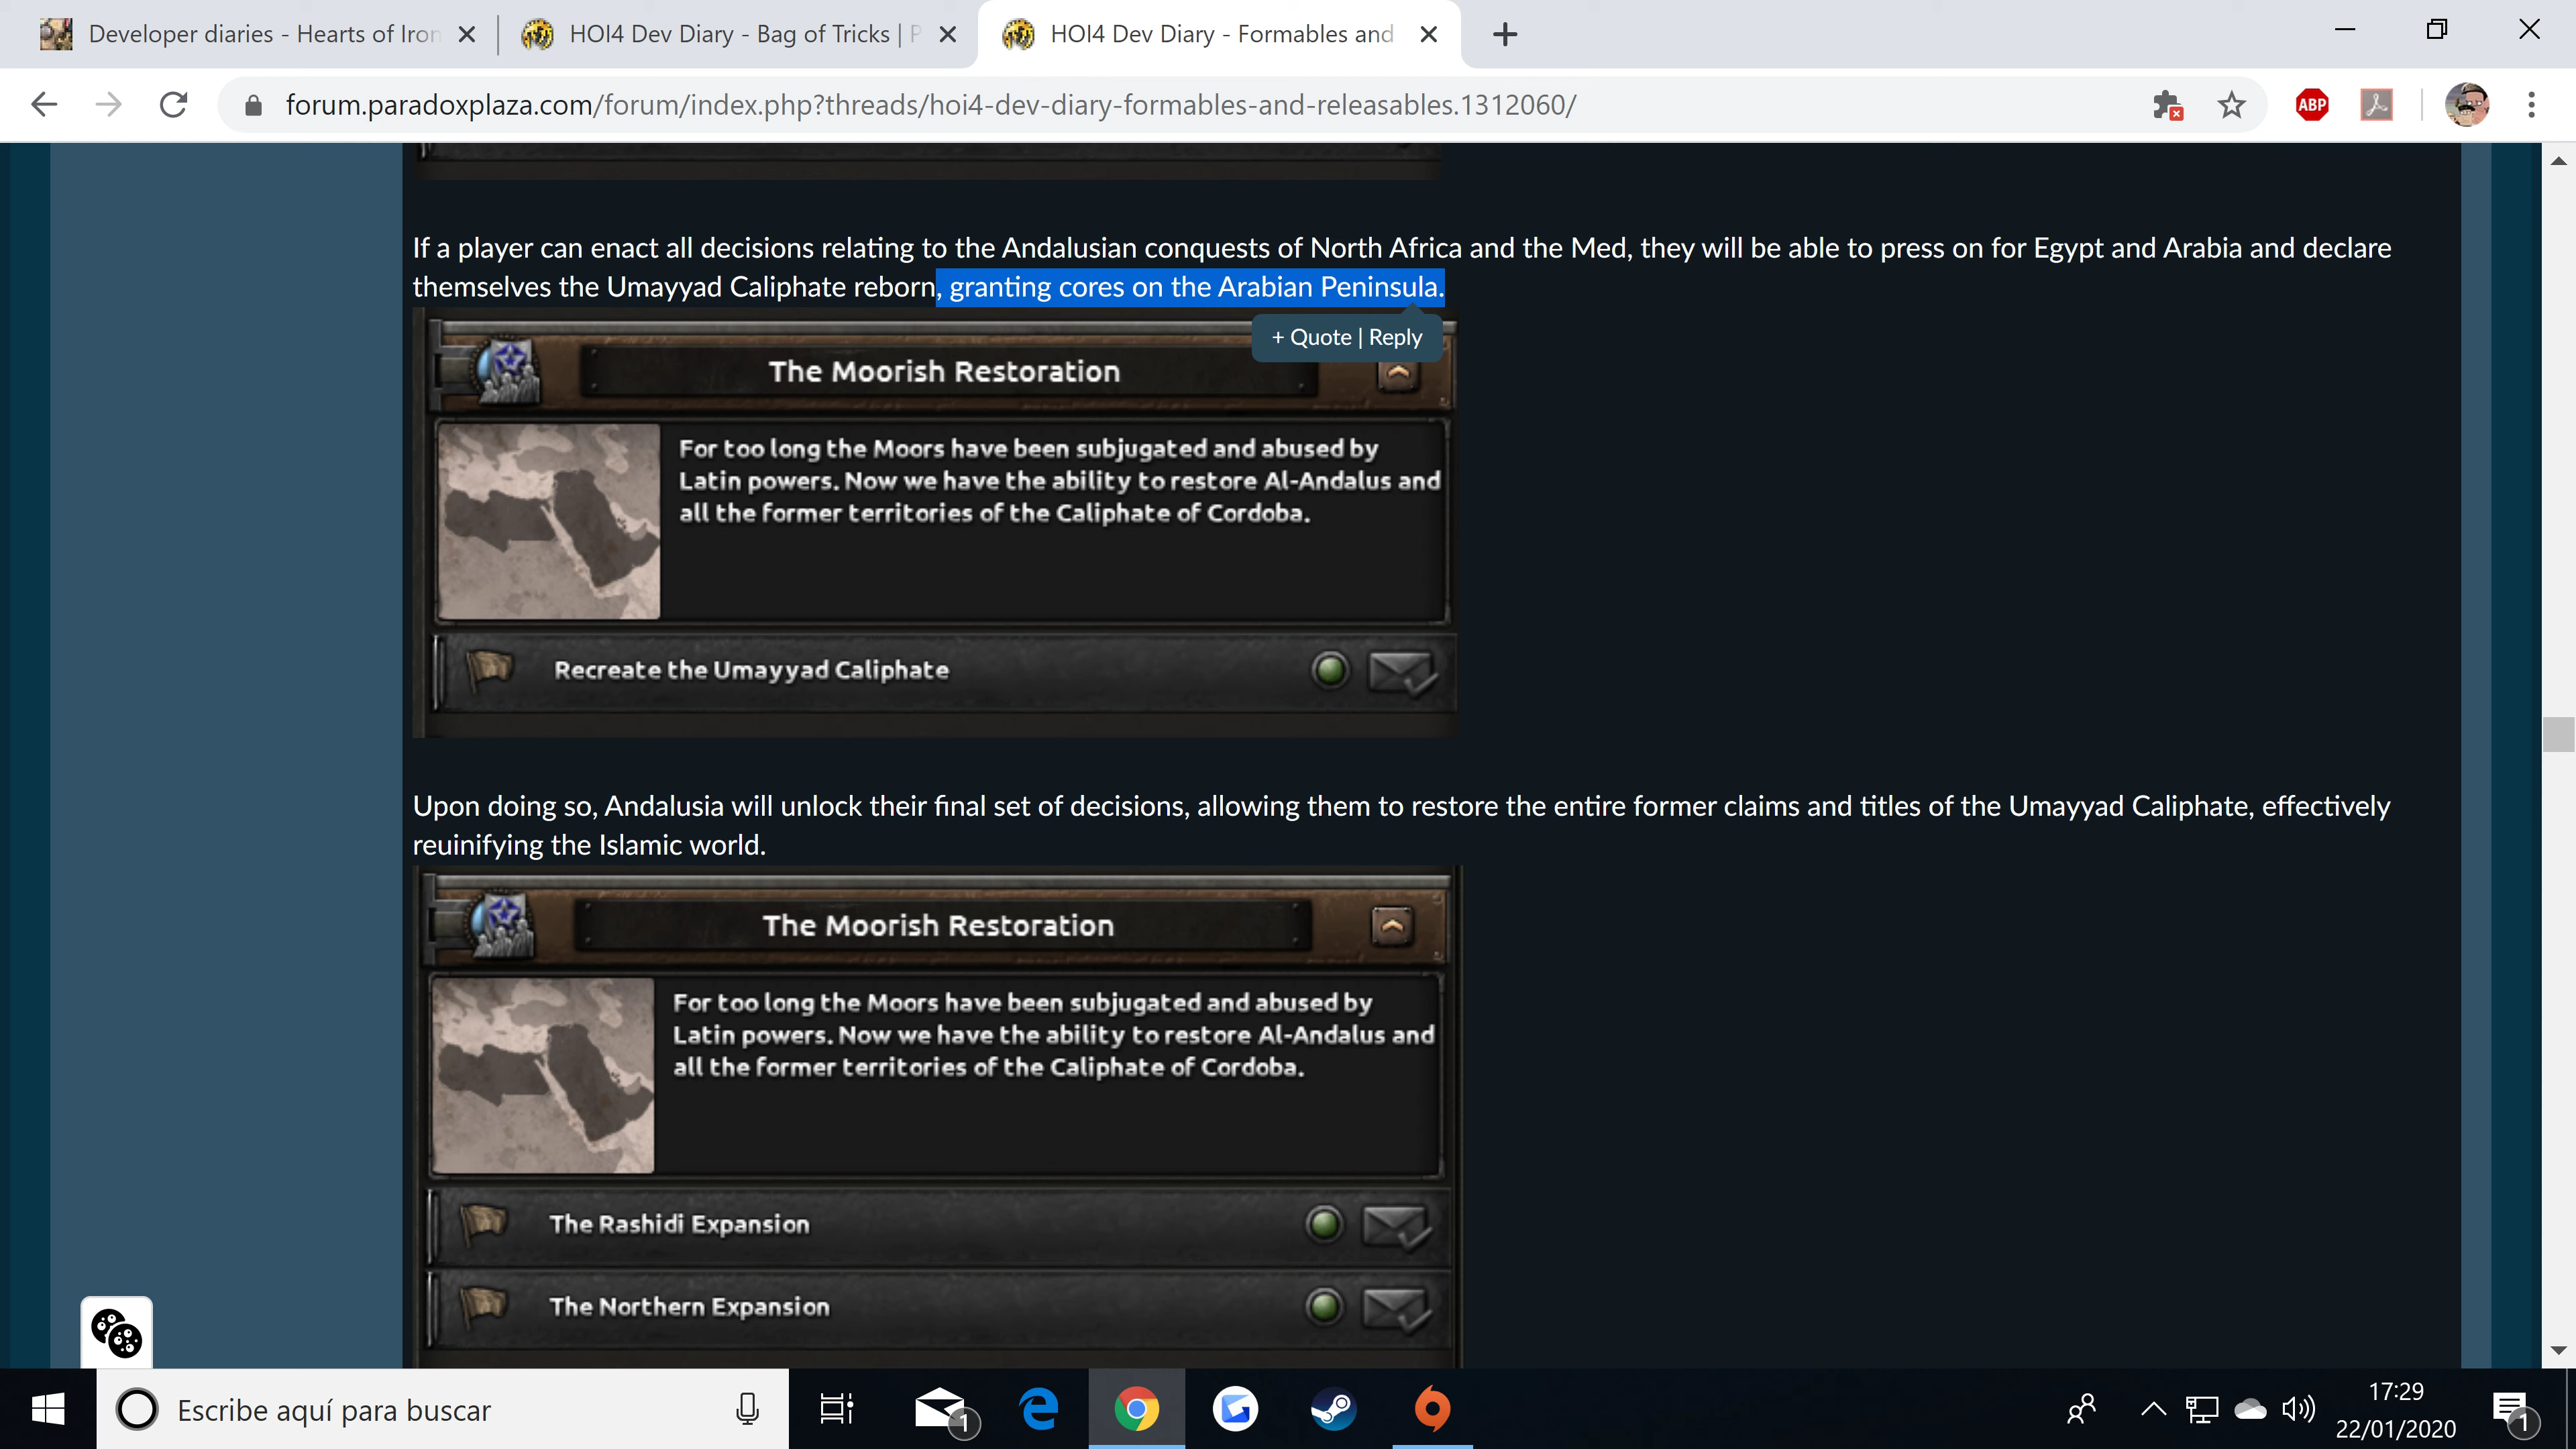 Developer diaries - Hearts of Iron
HOI4 Dev Diary - Bag of Tricks | P
HOI4 Dev Diary - Formables and
forum.paradoxplaza.com/forum/index.php?threads/hoi4-dev-diary-formables-and-releasables.1312060/
ABP
If a player can enact all decisions relating to the Andalusian conquests of North Africa and the Med, they will be able to press on for Egypt and Arabia and declare
themselves the Umayyad Caliphate reborn, granting cores on the Arabian Peninsula.
+ Quote | Reply
The Moorish Restoration
For too long the Moors have been subjugated and abused by
Latin powers. Now we have the ability to restore Al-Andalus and
all the former territories of the Caliphate of Cordoba.
Recreate the Umayyad Caliphate
Upon doing so, Andalusia will unlock their final set of decisions, allowing them to restore the entire former claims and titles of the Umayyad Caliphate, effectively
reuinifying the Islamic world.
The Moorish Restoration
For too long the Moors have been subjugated and abused by
Latin powers. Now we have the ability to restore Al-Andalus and
all the former territories of the Caliphate of Cordoba.
The Rashidi Expansion
The Northern Expansion
Escribe aquí para buscar
1
17:29
22/01/2020
1